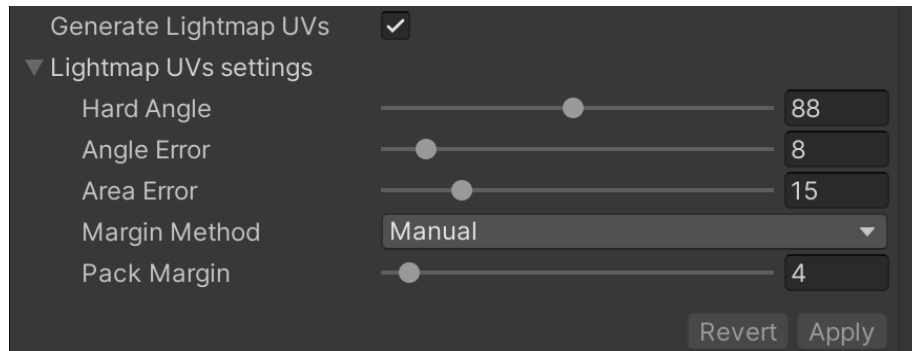 Generate Lightmap UVs
Lightmap UVs settings
Hard Angle 88
Angle Error 8
Area Error 15
Margin Method Manual
Pack Margin 4
Revert Apply